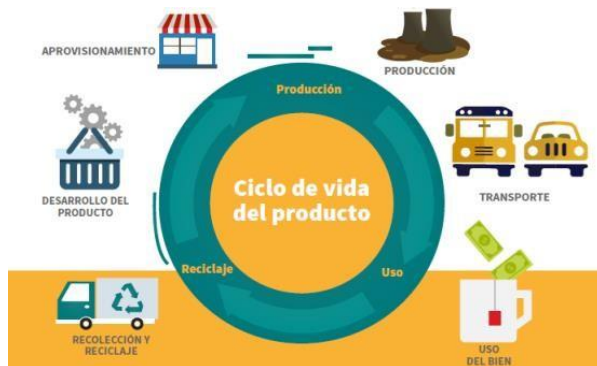 APROVISIONAMIENTO
PRODUCCIÓN
Producción
DESARROLLO DEL
PRODUCTO
Ciclo de vida
del producto
TRANSPORTE
Reciclaje
Uso
RECOLECCIÓN Y
RECICLAJE
USO
DEL BIEN